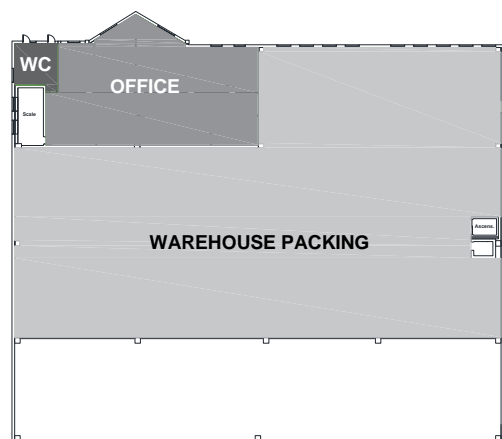 WC
OFFICE
Scale
Ascens.
WAREHOUSE PACKING